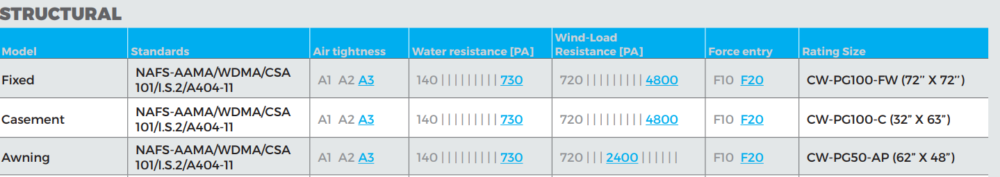 STRUCTURAL
Model Standards Air tightness Water resistance [PA] Wind-Load Resistance [PA] Force entry Rating Size
Fixed NAFS-AAMA/WDMA/CSA 101/I.S.2/A404-11 A1 A2 A3 140 | | | | | | | | | 730 720 | | | | | | | | | 4800 F10 F20 CW-PG100-FW (72” X 72”)
Casement NAFS-AAMA/WDMA/CSA 101/I.S.2/A404-11 A1 A2 A3 140 | | | | | | | | | 730 720 | | | | | | | | | 4800 F10 F20 CW-PG100-C (32” X 63”)
Awning NAFS-AAMA/WDMA/CSA 101/I.S.2/A404-11 A1 A2 A3 140 | | | | | | | | | 730 720 | | | 2400 | | | | | | F10 F20 CW-PG50-AP (62” X 48”)